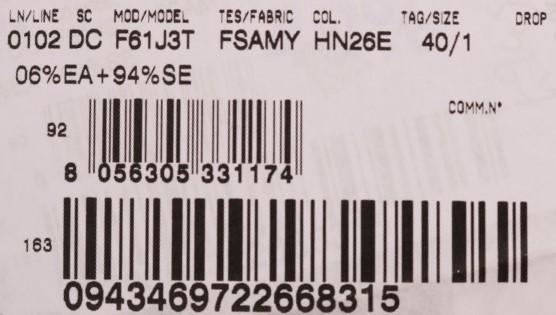 LN/LINE SC MOD/MODEL TES/FABRIC COL. TAG/SIZE DROP
0102 DC F61J3T FSAMY HN26E 40/1
06%EA+94%SE
COMM.N°
92
8 056305 331174
163
0943469722668315